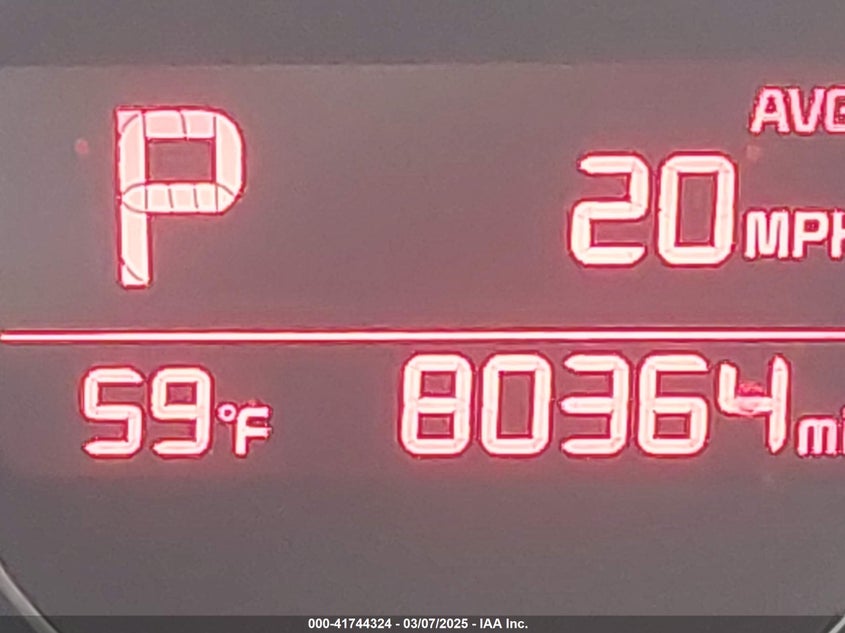 P
AVG
20 MPH
59°F 80364 mi
000-41744324 - 03/07/2025 - IAA Inc.